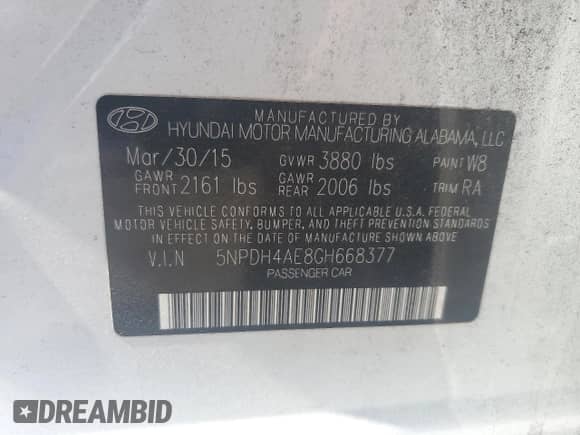 MANUFACTURED BY
HYUNDAI MOTOR MANUFACTURING ALABAMA, LLC
Mar/30/15 GVWR 3880 lbs PAINT W8
GAWR FRONT 2161 lbs GAWR REAR 2006 lbs TRIM RA
THIS VEHICLE CONFORMS TO ALL APPLICABLE U.S.A. FEDERAL
MOTOR VEHICLE SAFETY, BUMPER, AND THEFT PREVENTION STANDARDS
IN EFFECT ON THE DATE OF MANUFACTURE SHOWN ABOVE.
V.I.N 5NPDH4AE8GH668377
PASSENGER CAR
DREAMBID